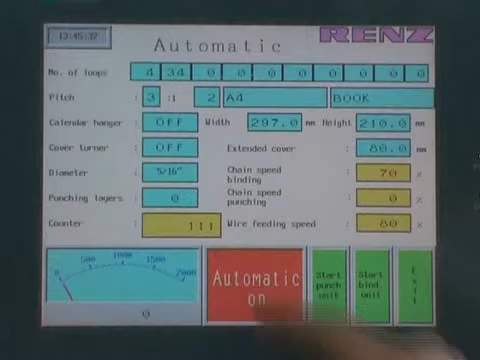 13:45:37
Automatic
RENZ
No. of loops 4 34 0 0 0 0 0 0 0
Pitch : 3 :1 2 A4 BOOK
Calendar hanger : OFF Width 297.0 mm Height 210.0 mm
Cover turner : OFF Extended cover : 80.0 mm
Diameter : 5/16" Chain speed binding : 70 %
Punching layers : 0 Chain speed punching : 0 %
Counter : 111 Wire feeding speed : 80 %
0 500 1000 1500 2000
0
Automatic on
Start punch unit
Start bind unit
Exit